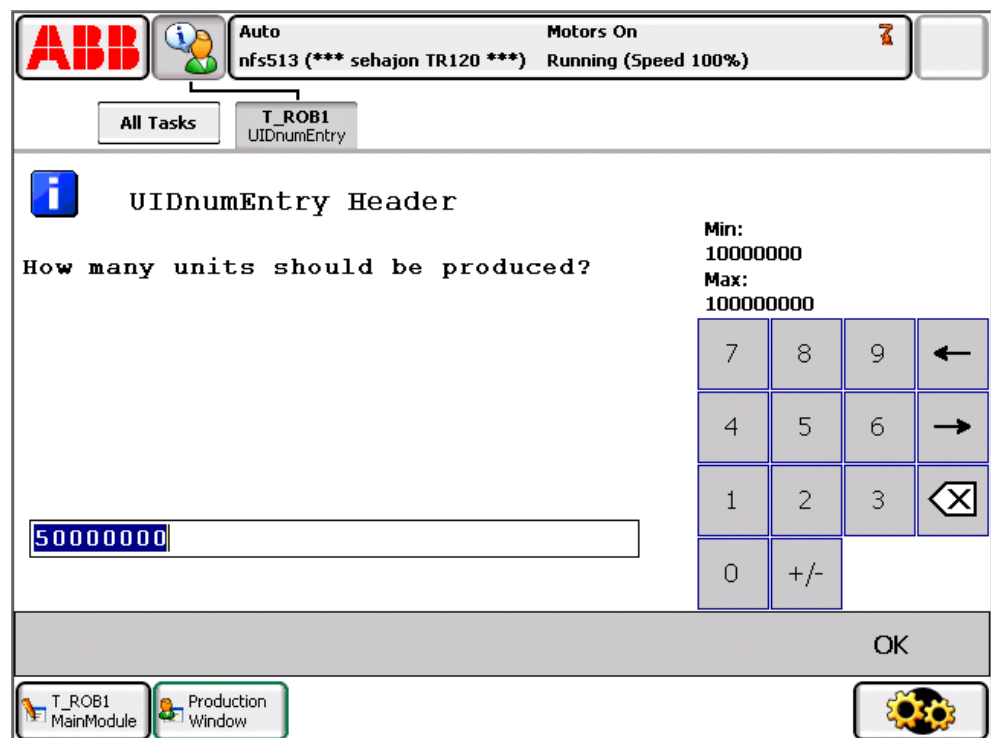 ABB
Auto
nfs513 (*** sehajon TR120 ***)
Motors On
Running (Speed 100%)
All Tasks
T_ROB1
UIDnumEntry
i UIDnumEntry Header
How many units should be produced?
Min:
10000000
Max:
100000000
7 8 9 ←
4 5 6 →
1 2 3
0 +/-
50000000
OK
T_ROB1
MainModule
Production
Window